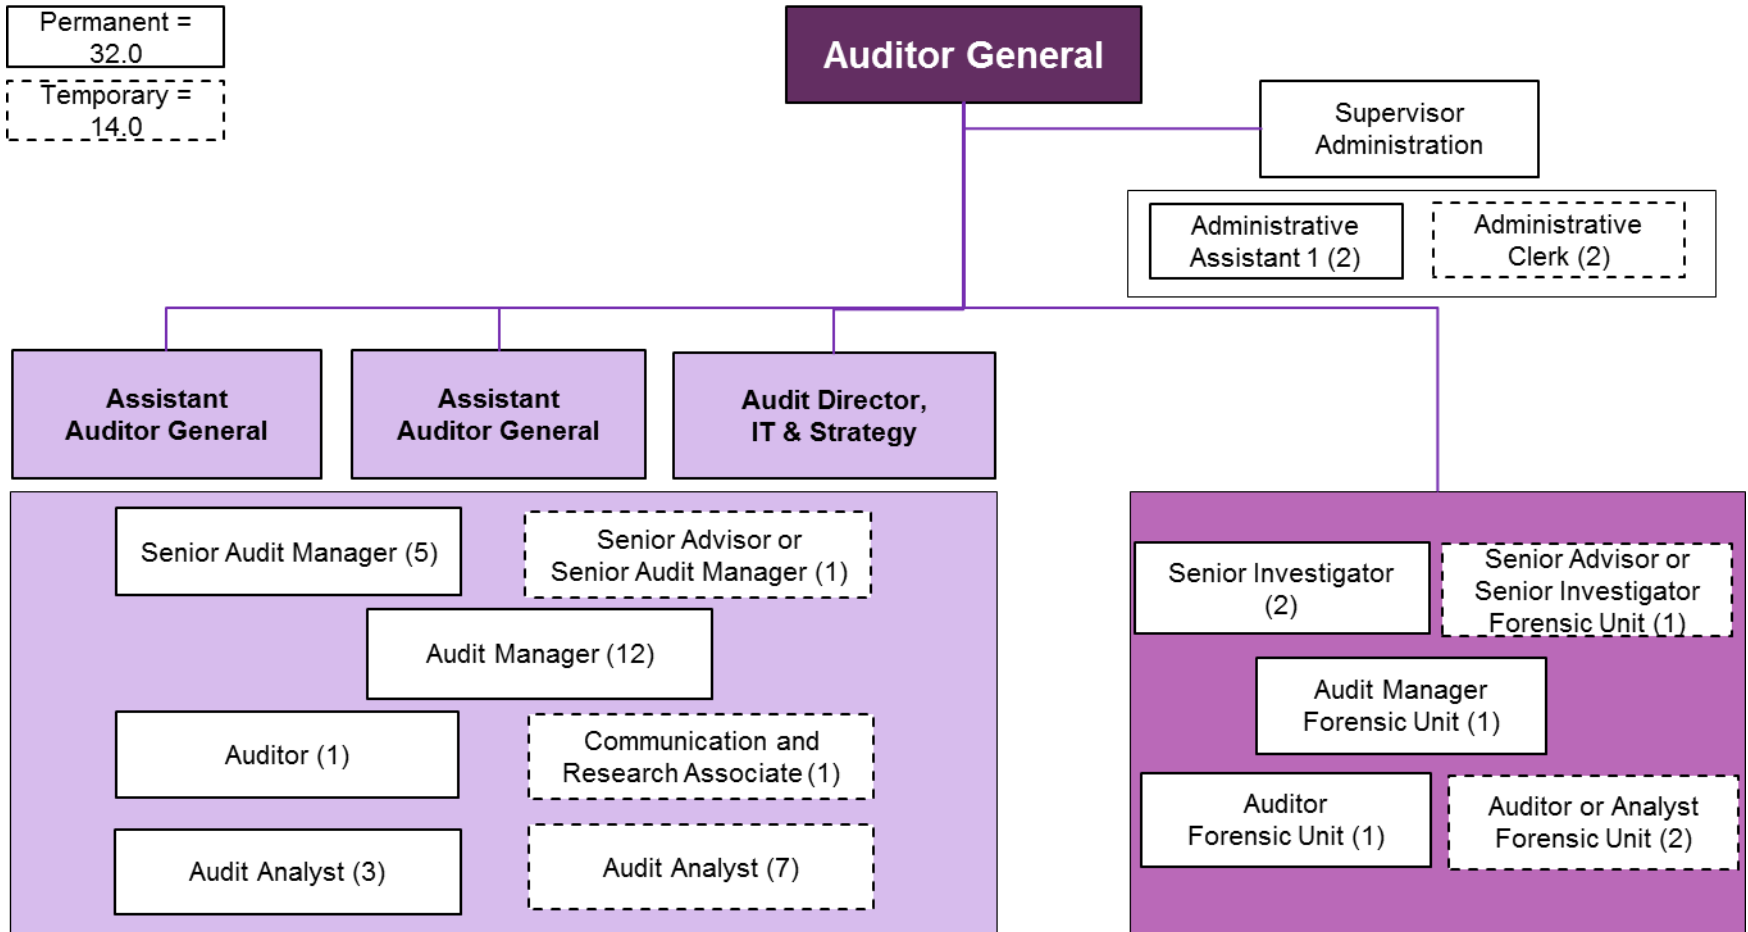 Permanent =
32.0
Temporary =
14.0
Auditor General
Supervisor
Administration
Administrative
Assistant 1 (2)
Administrative
Clerk (2)
Assistant
Auditor General
Assistant
Auditor General
Audit Director,
IT & Strategy
Senior Audit Manager (5)
Senior Advisor or
Senior Audit Manager (1)
Audit Manager (12)
Auditor (1)
Communication and
Research Associate (1)
Audit Analyst (3)
Audit Analyst (7)
Senior Investigator
(2)
Senior Advisor or
Senior Investigator
Forensic Unit (1)
Audit Manager
Forensic Unit (1)
Auditor
Forensic Unit (1)
Auditor or Analyst
Forensic Unit (2)